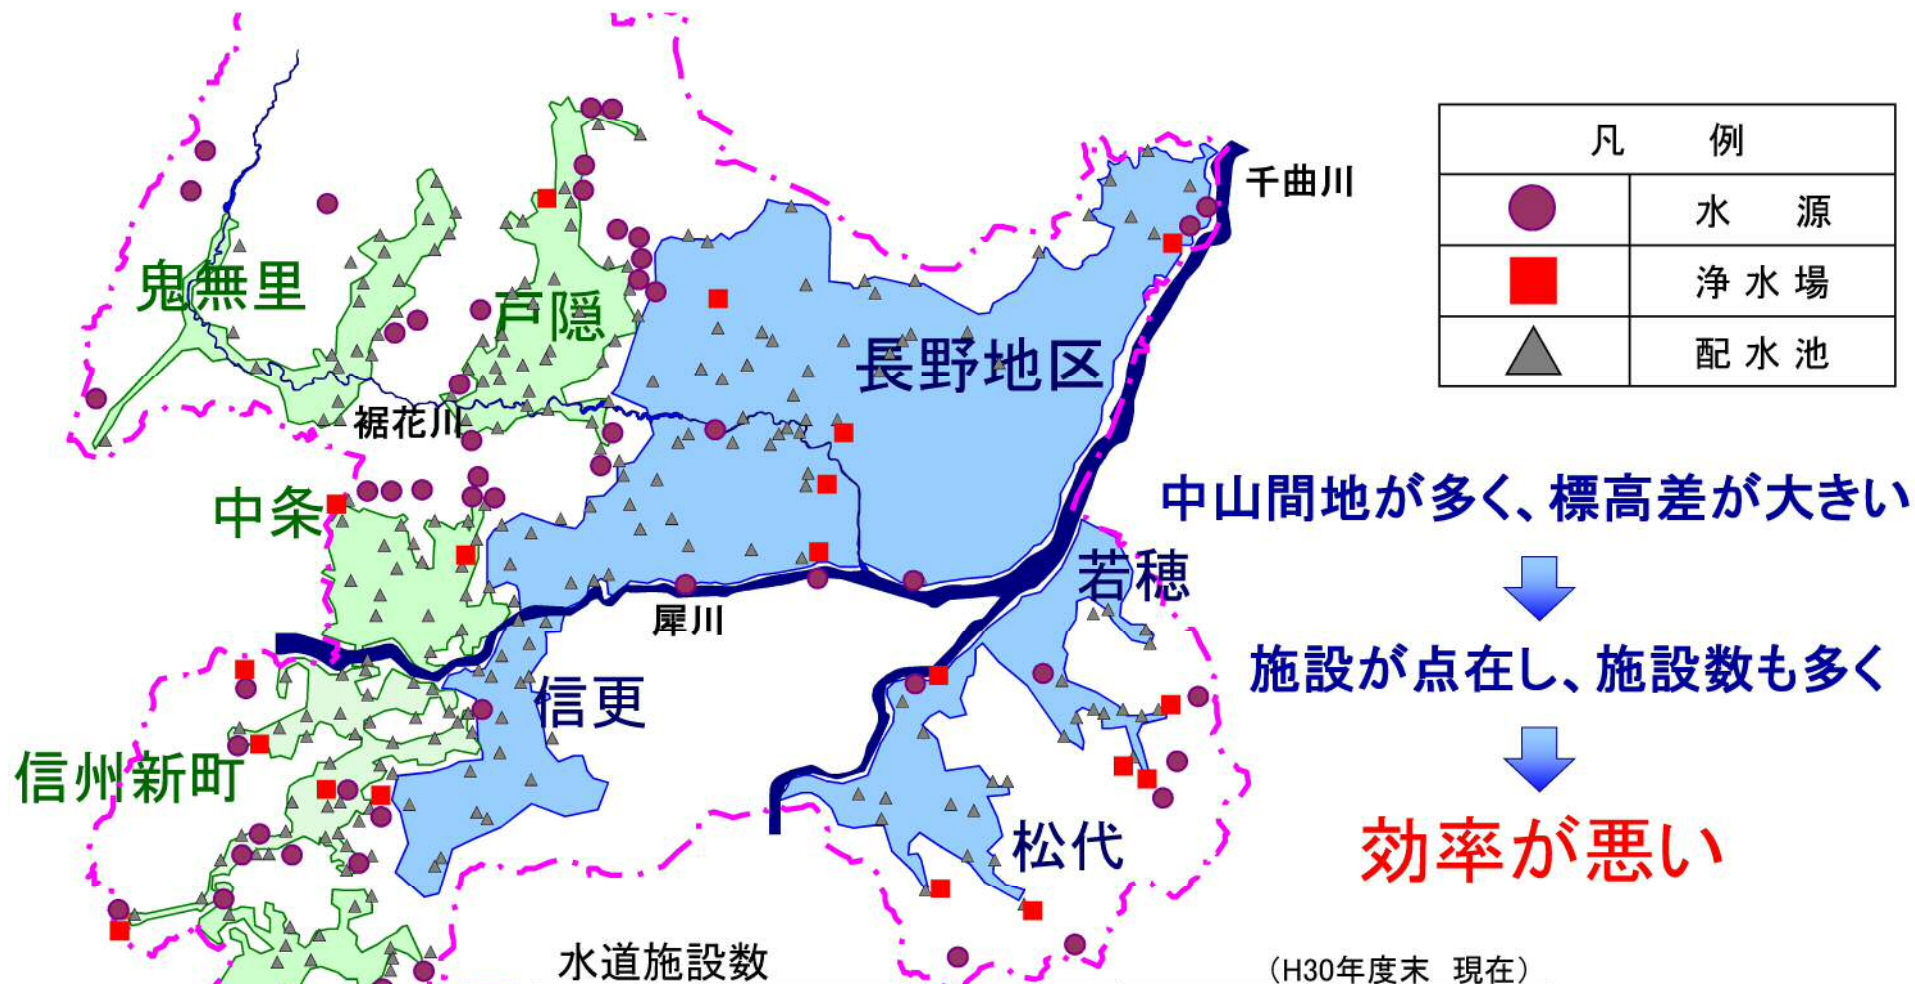 凡　例
水　源
浄 水 場
配 水 池
千曲川
鬼無里
戸隠
長野地区
裾花川
中条
中山間地が多く、標高差が大きい
若穂
犀川
施設が点在し、施設数も多く
信更
信州新町
松代
効率が悪い
水道施設数
（H30年度末　現在）